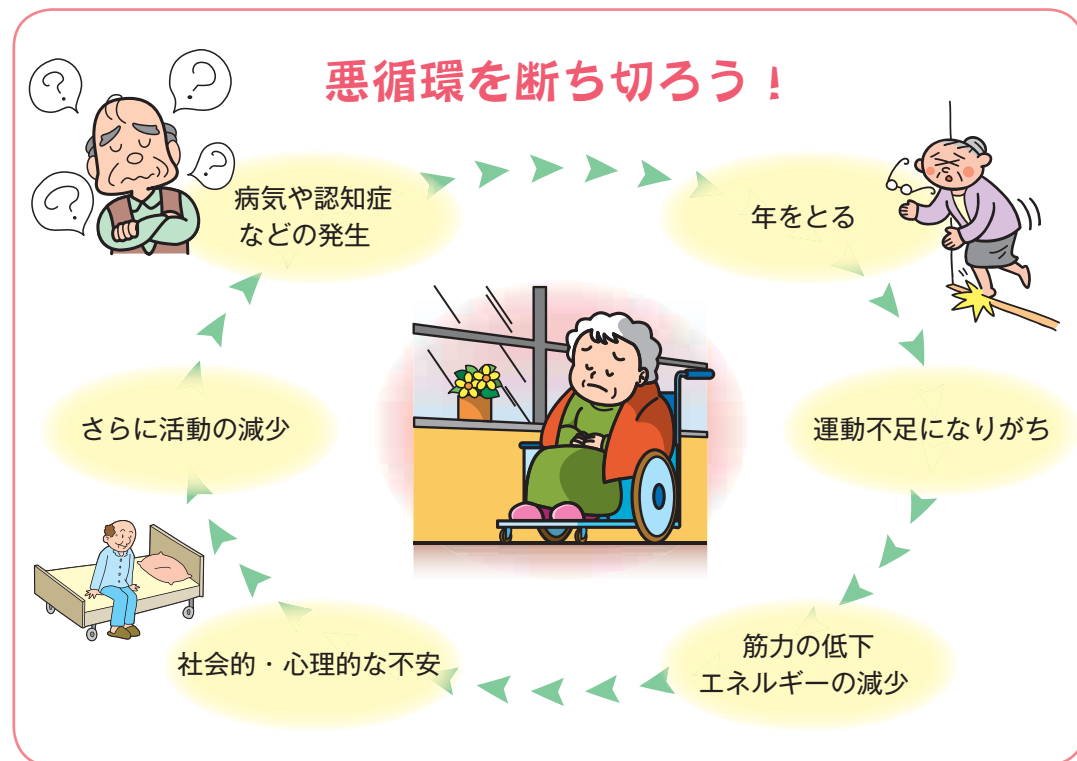 悪循環を断ち切ろう！
病気や認知症
などの発生
年をとる
さらに活動の減少
運動不足になりがち
社会的・心理的な不安
筋力の低下
エネルギーの減少
?
?
?
?